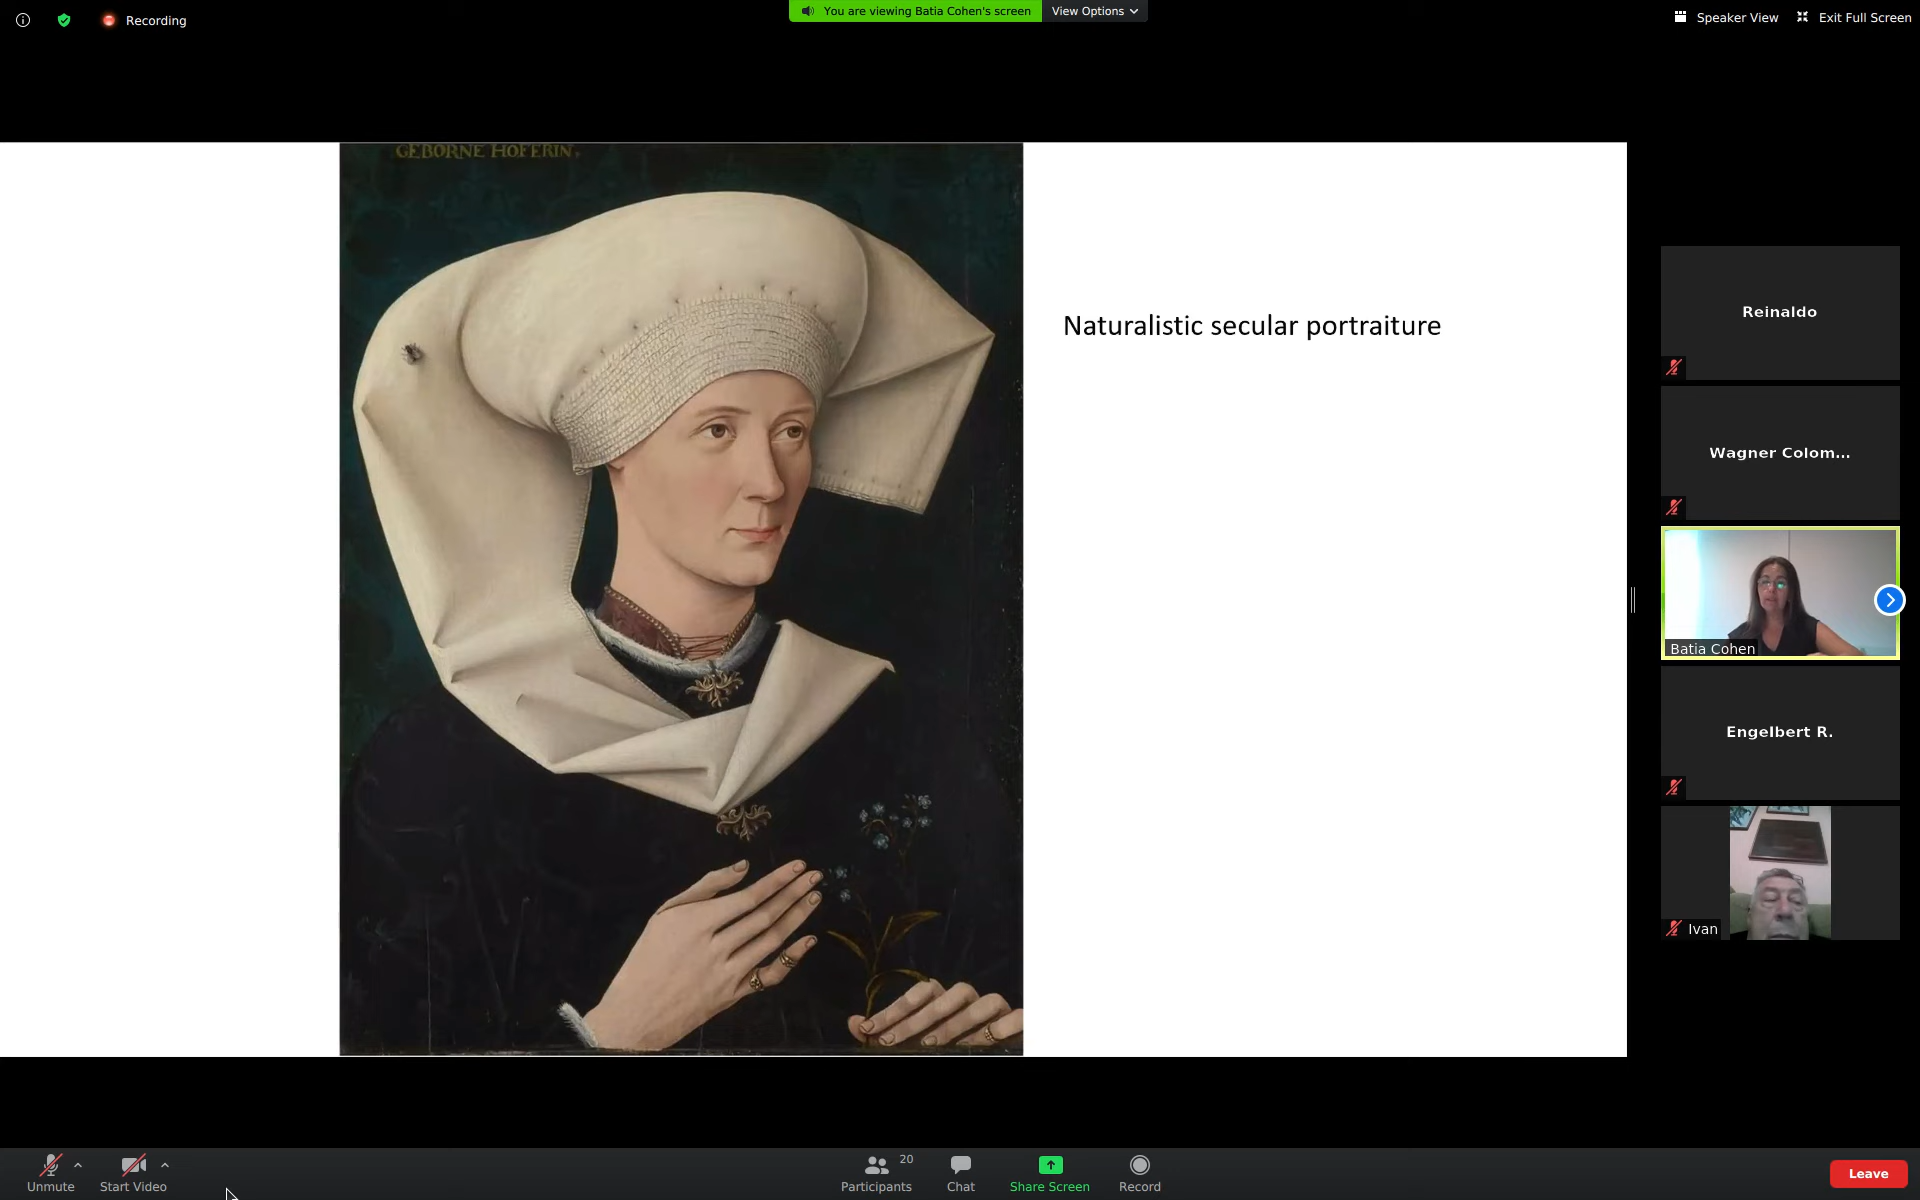 Recording
You are viewing Batia Cohen's screen
View Options
Speaker View
Exit Full Screen
GEBORNE HOFERIN,
Naturalistic secular portraiture
Reinaldo
Wagner Colom...
Batia Cohen
Engelbert R.
Ivan
Unmute
Start Video
Participants
20
Chat
Share Screen
Record
Leave